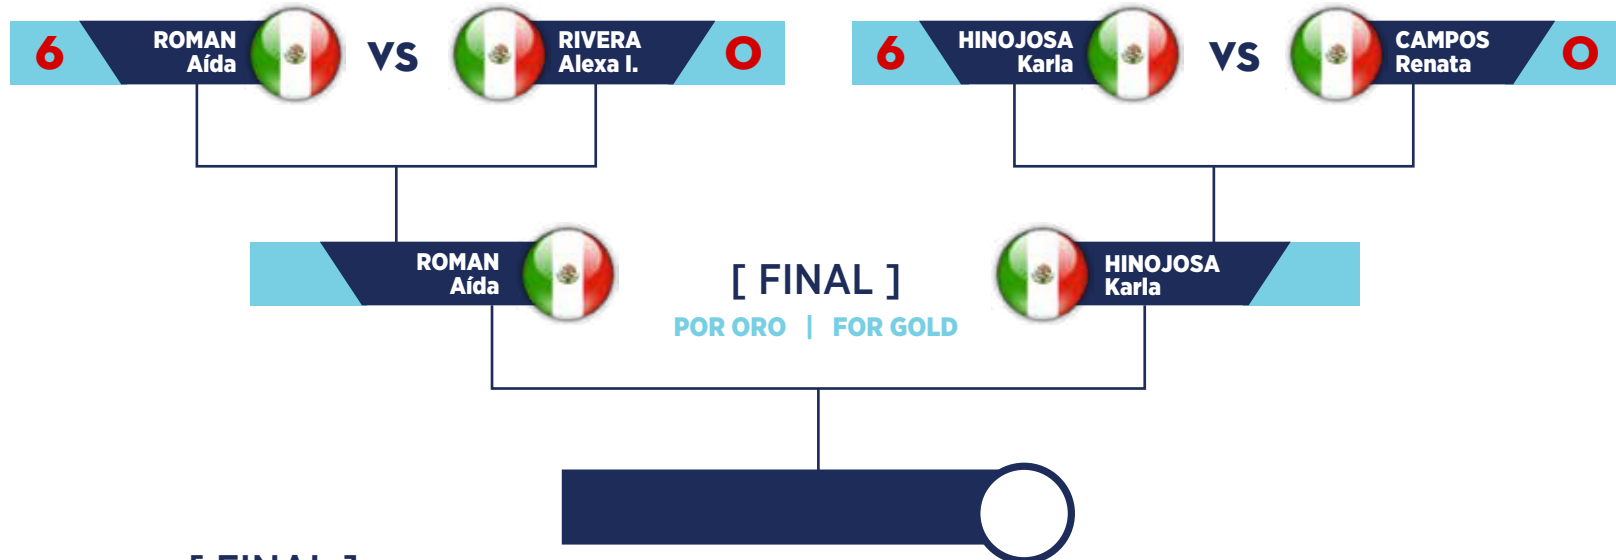 6 ROMAN Aída VS RIVERA Alexa I. 0
6 HINOJOSA Karla VS CAMPOS Renata 0
ROMAN
Aída
[ FINAL ]
POR ORO | FOR GOLD
HINOJOSA
Karla
[ FINAL ]